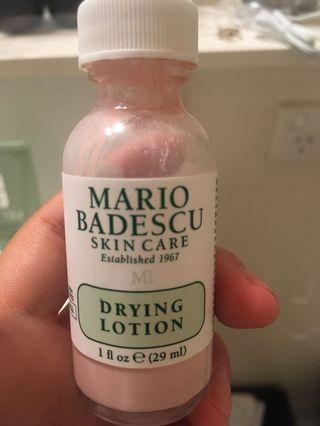 MARIO
BADESCU
SKIN CARE
Established 1967
MB
DRYING
LOTION
1 fl oz ℮ (29 ml)